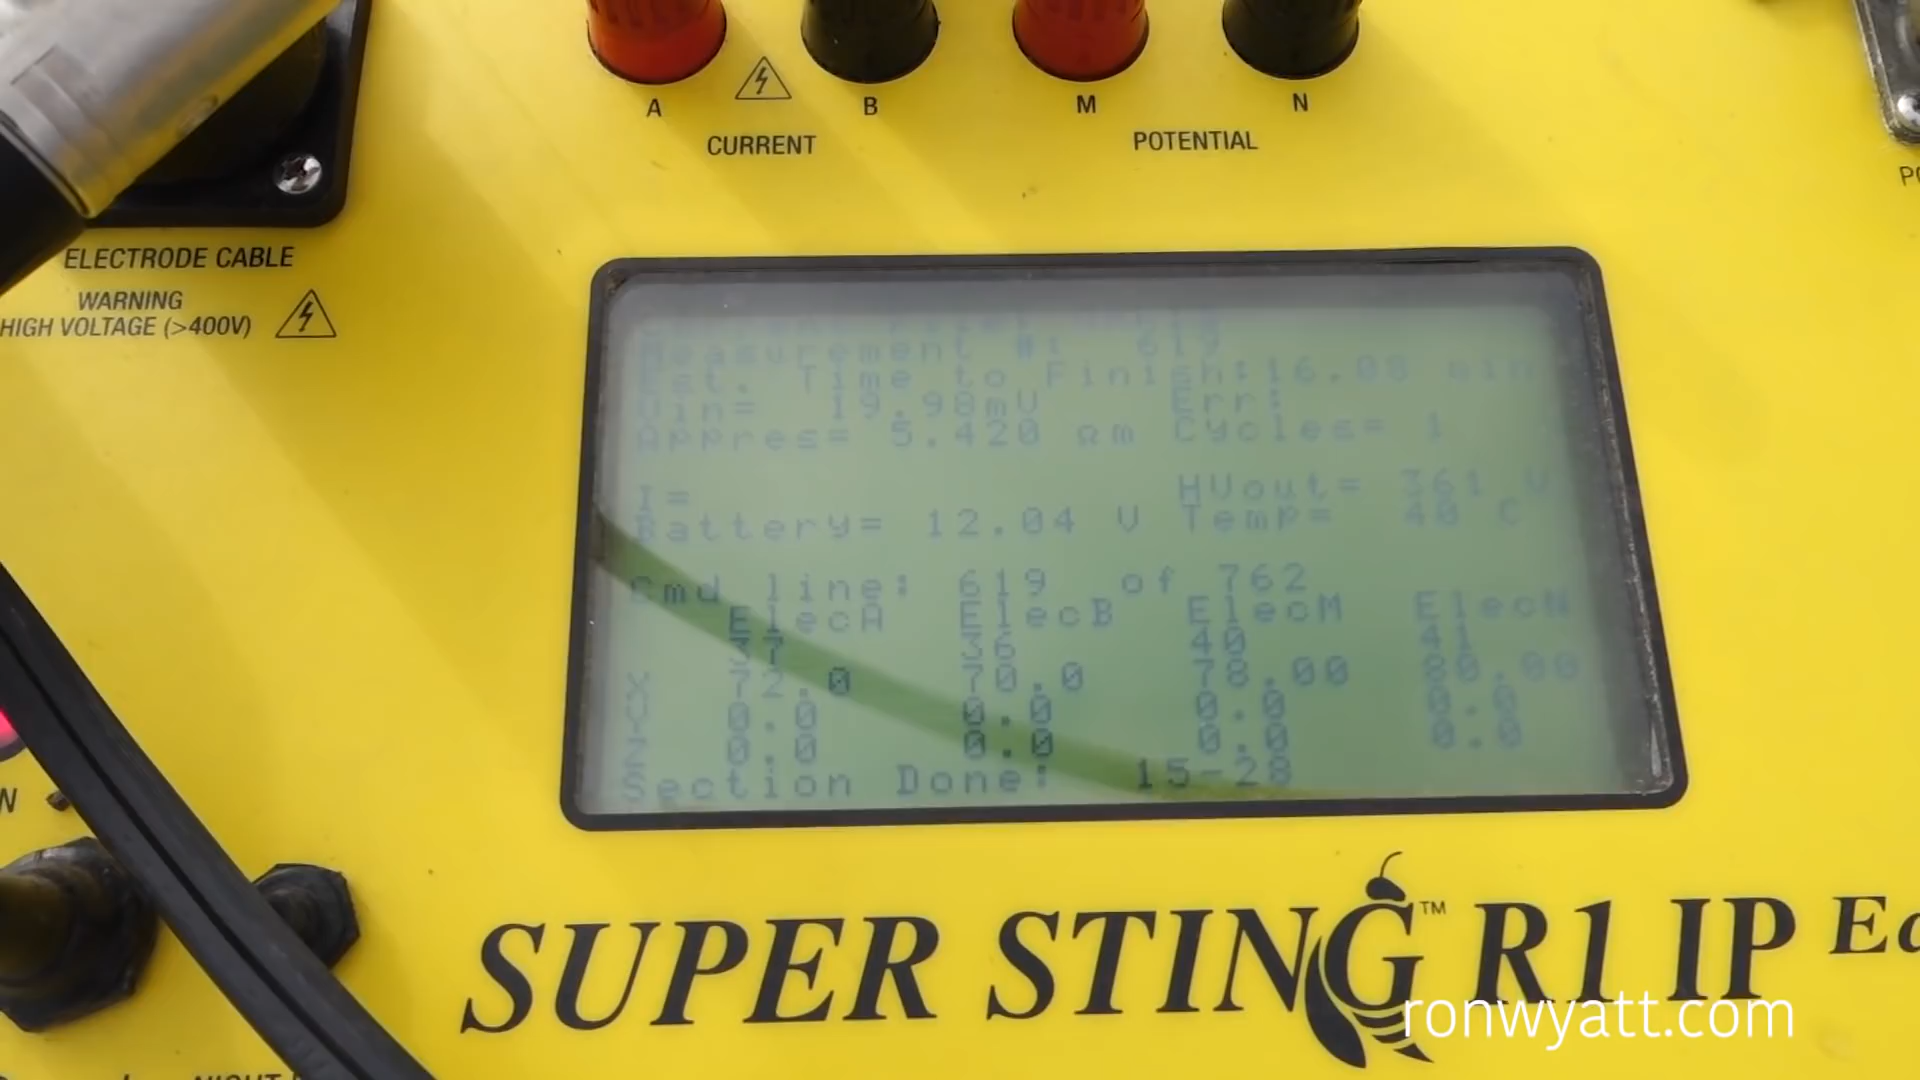 A B M N
CURRENT POTENTIAL
ELECTRODE CABLE
WARNING
HIGH VOLTAGE (>400V)
Measurement #: 619
Est. Time to Finish:16.08 min
Vin= 19.98mV Err:
Appres= 5.420 Ωm Cycles= 1
I= HVout= 361 V
Battery= 12.04 V Temp= 40 C
Cmd line: 619 of 762
ElecA ElecB ElecM ElecN
37 36 40 41
X 72.0 70.0 78.00 80.00
Y 0.0 0.0 0.0 0.0
Z 0.0 0.0 0.0 0.0
Section Done: 15-28
SUPER STING™ R1 IP
ronwyatt.com